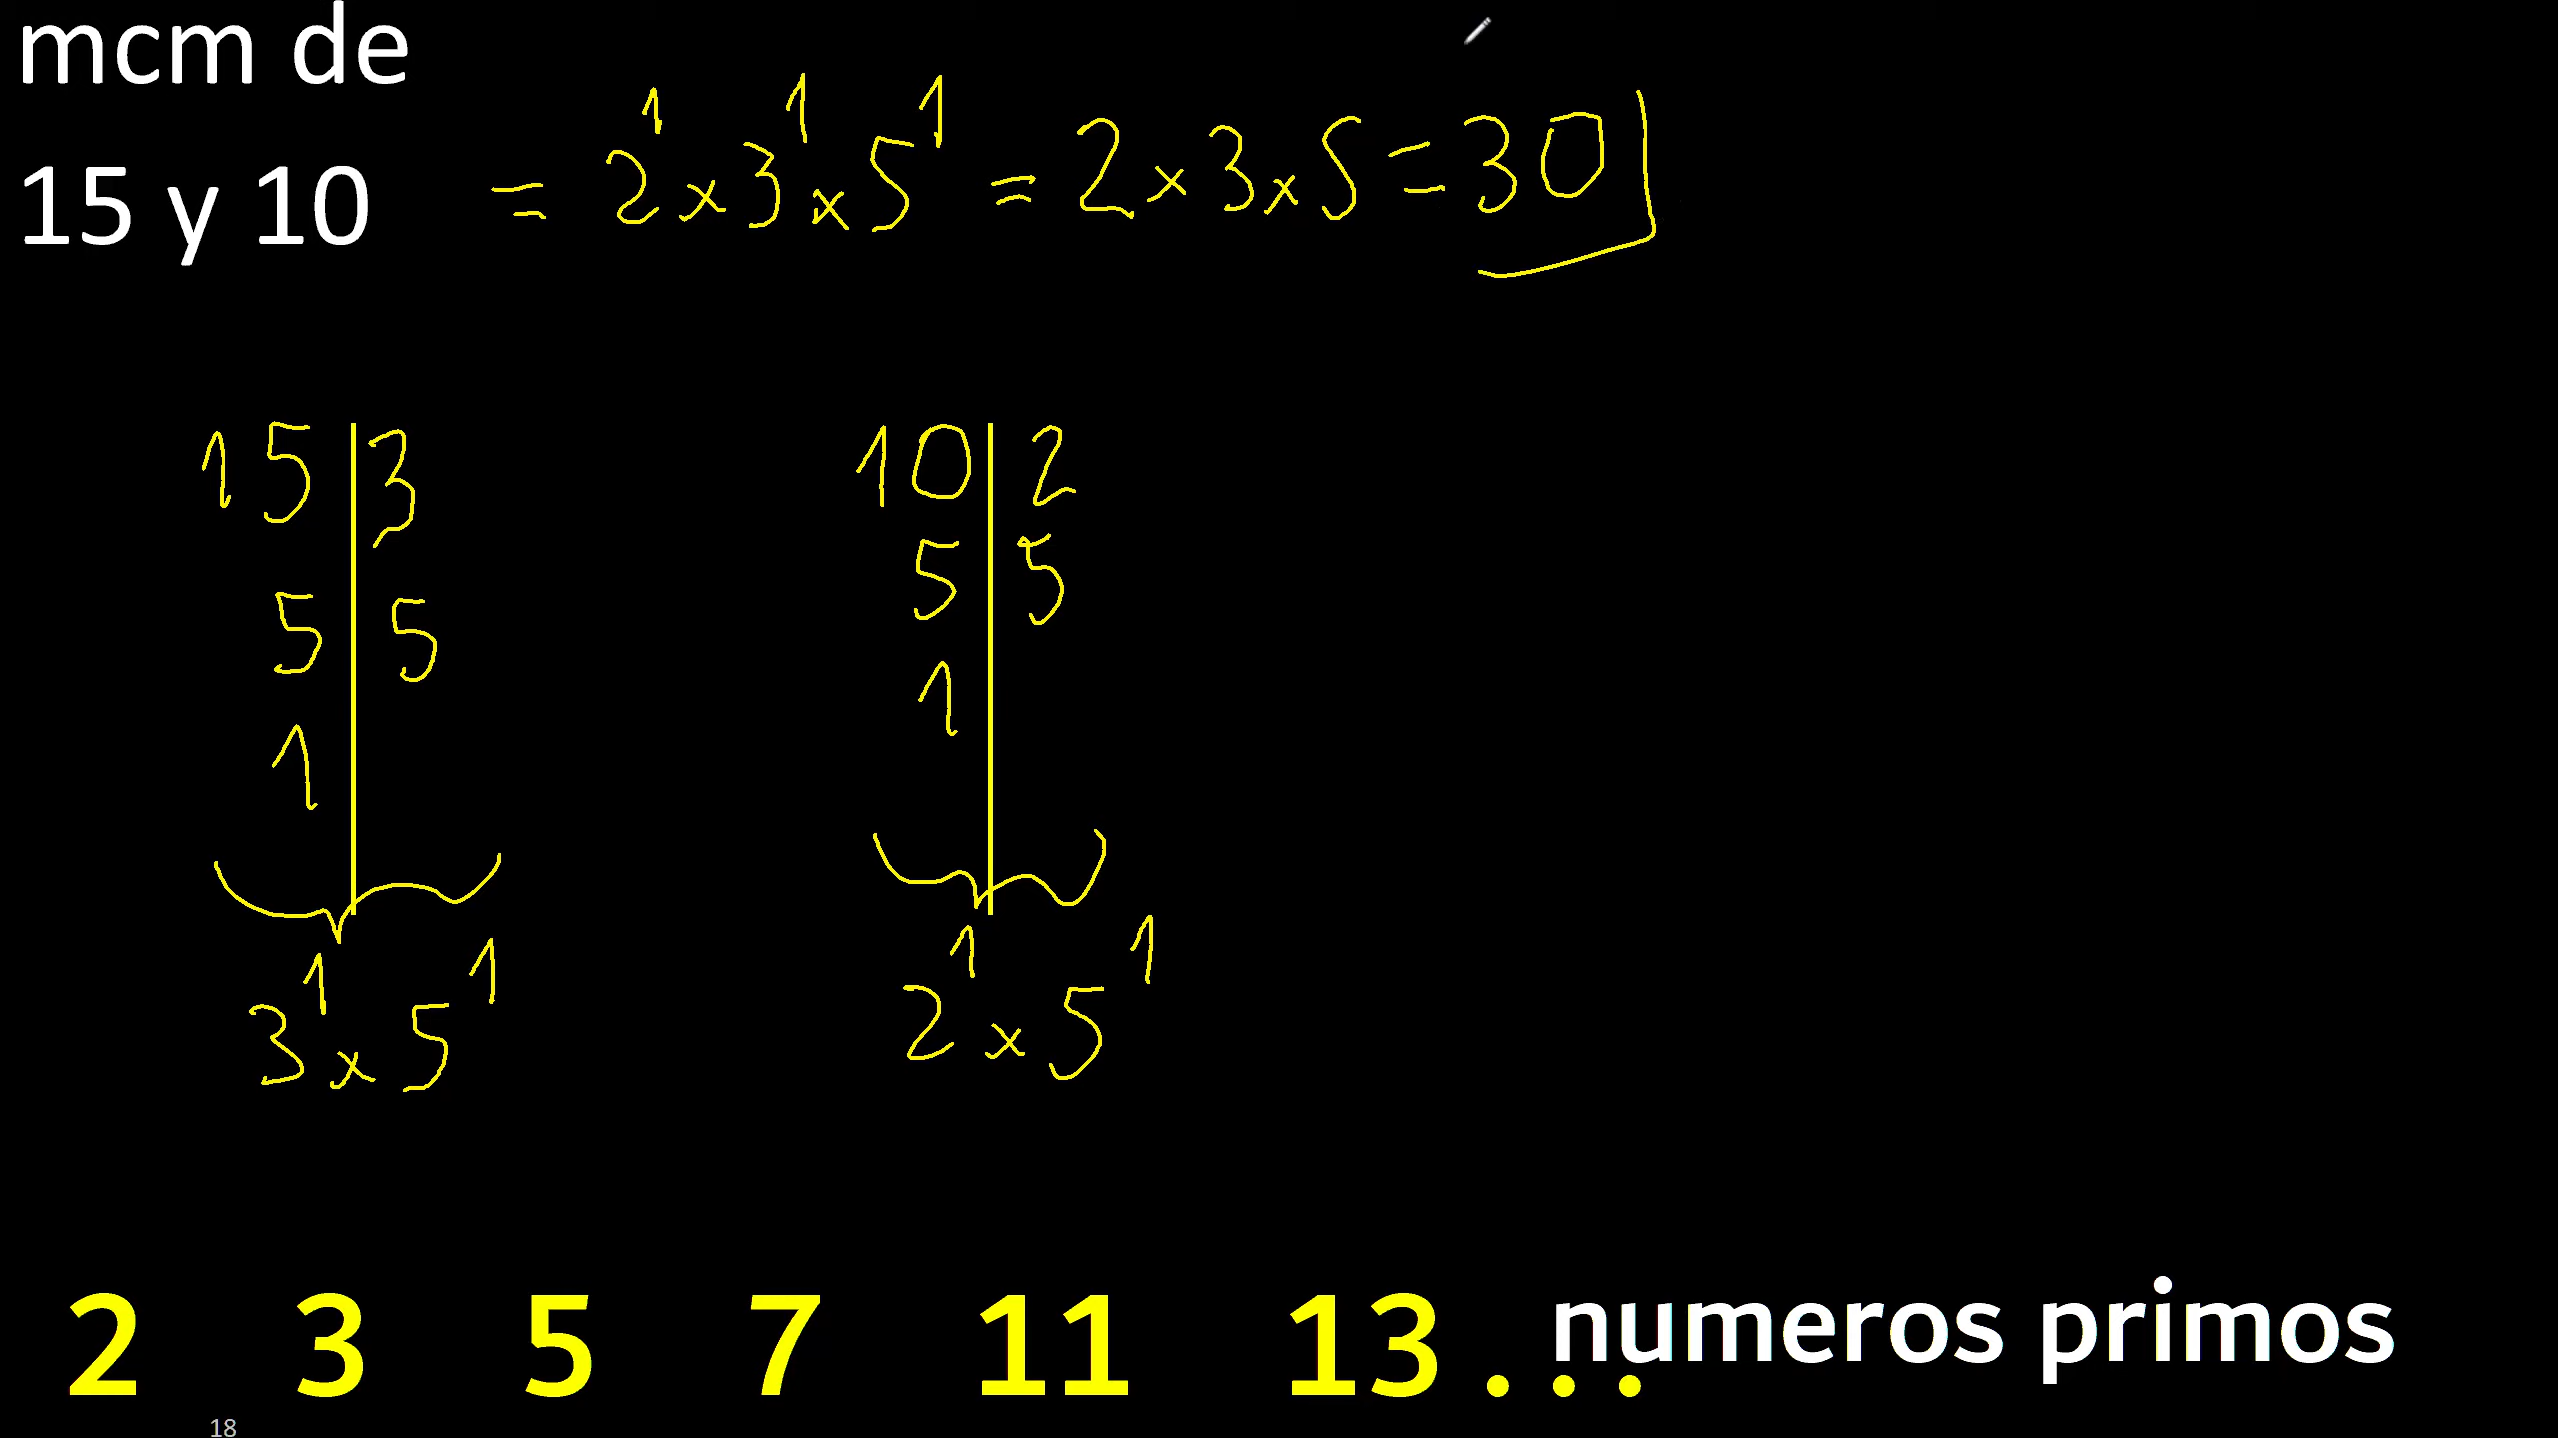 mcm de
15 y 10 = 2¹ x 3¹ x 5¹ = 2 x 3 x 5 = 30
15 | 3
5 | 5
1
3¹ x 5¹
10 | 2
5 | 5
1
2¹ x 5¹
2 3 5 7 11 13 ... numeros primos
18